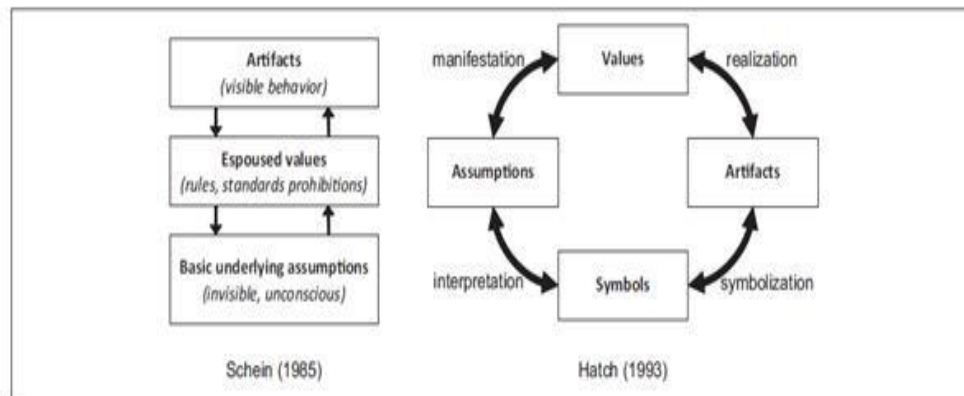 Artifacts
(visible behavior)
Espoused values
(rules, standards prohibitions)
Basic underlying assumptions
(invisible, unconscious)
Schein (1985)
manifestation
Values
realization
Assumptions
Artifacts
interpretation
Symbols
symbolization
Hatch (1993)